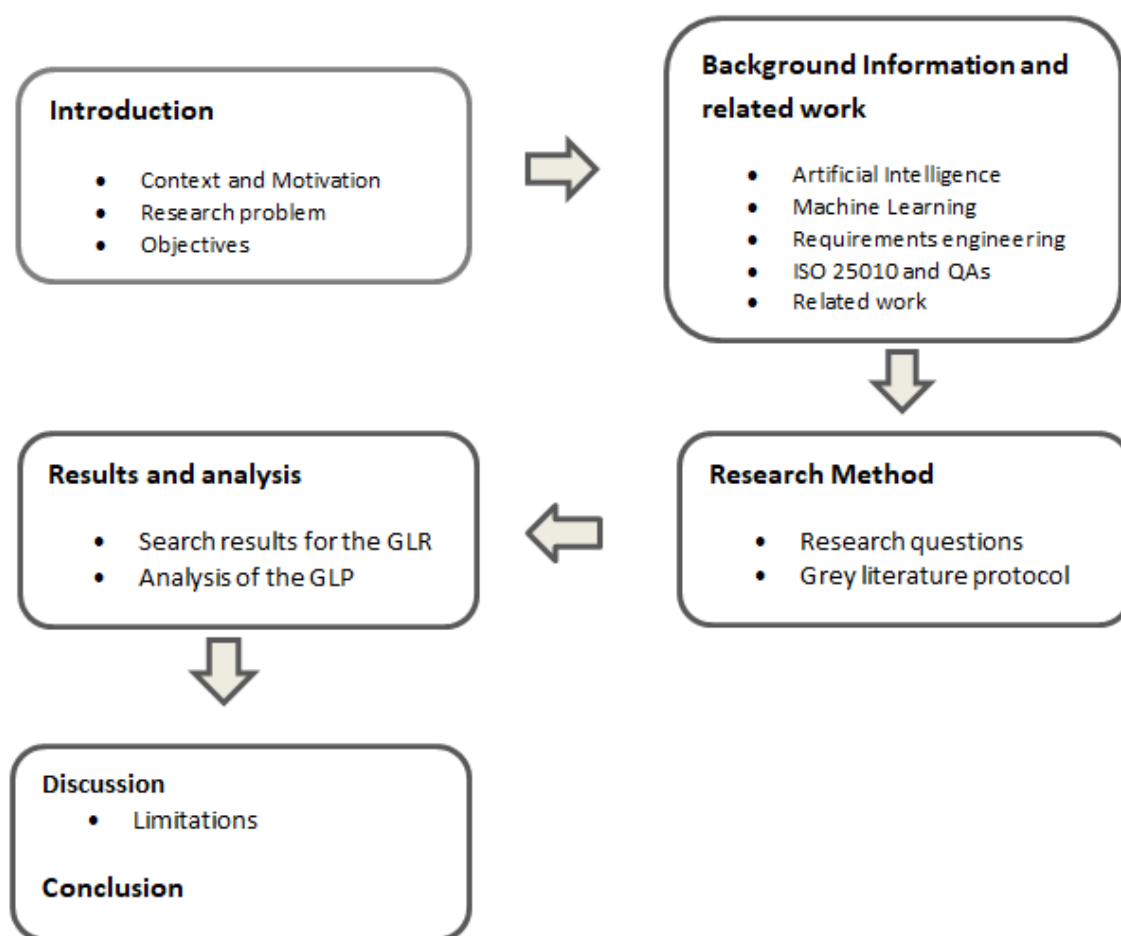 Introduction
• Context and Motivation
• Research problem
• Objectives
Background Information and
related work
• Artificial Intelligence
• Machine Learning
• Requirements engineering
• ISO 25010 and QAs
• Related work
Research Method
• Research questions
• Grey literature protocol
Results and analysis
• Search results for the GLR
• Analysis of the GLP
Discussion
• Limitations
Conclusion